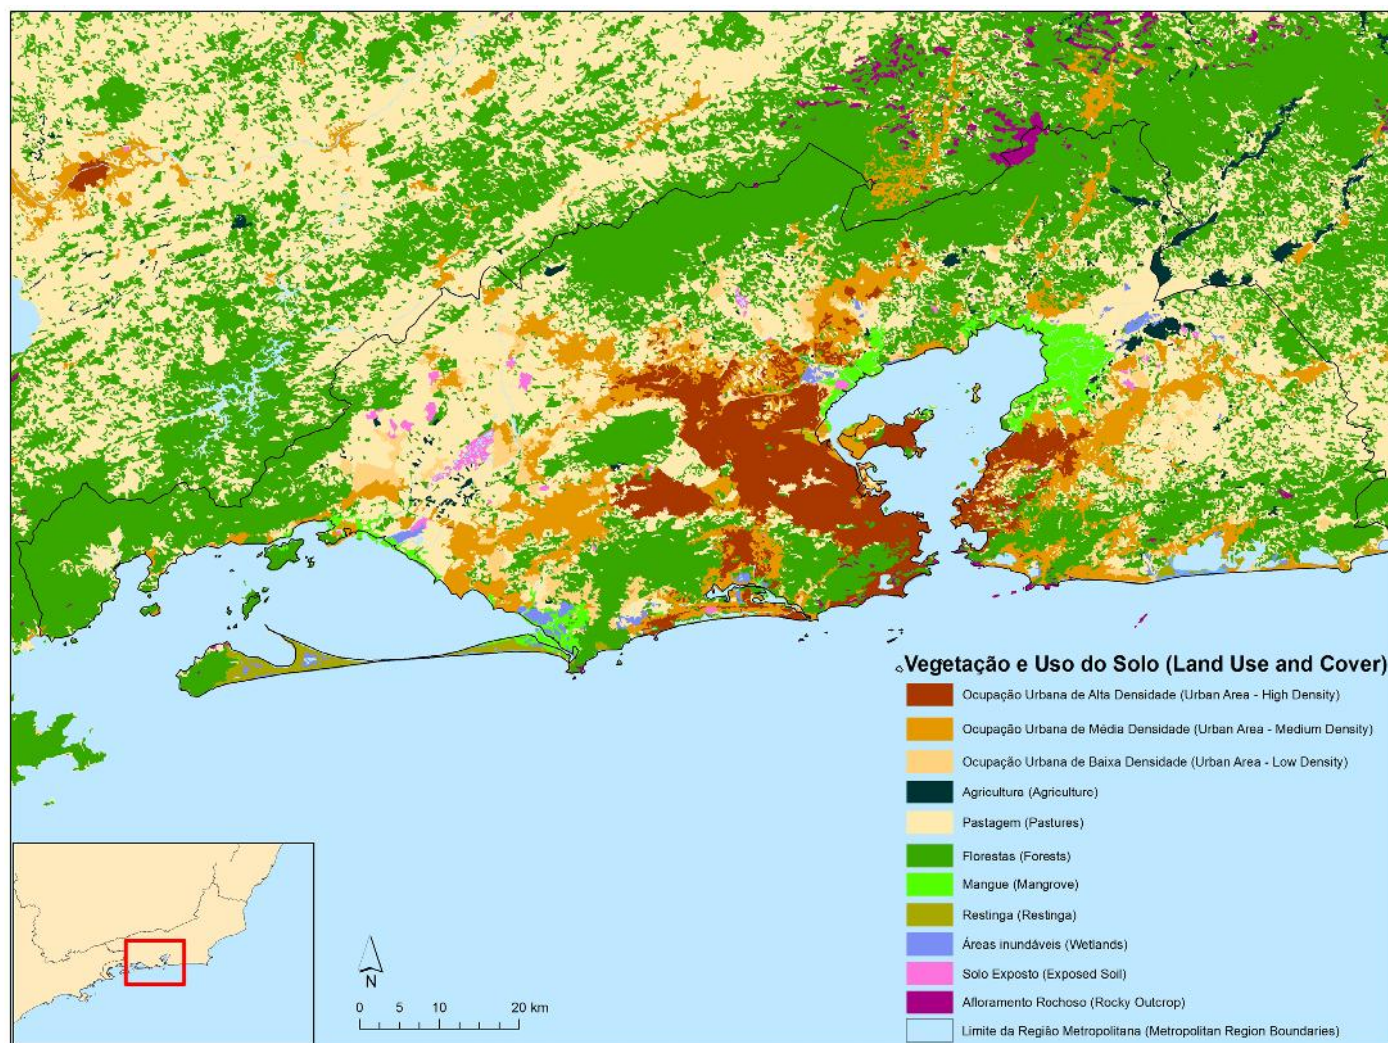 Vegetação e Uso do Solo (Land Use and Cover)
Ocupação Urbana de Alta Densidade (Urban Area - High Density)
Ocupação Urbana de Média Densidade (Urban Area - Medium Density)
Ocupação Urbana de Baixa Densidade (Urban Area - Low Density)
Agricultura (Agriculture)
Pastagem (Pastures)
Florestas (Forests)
Mangue (Mangrove)
Restinga (Restinga)
Áreas inundáveis (Wetlands)
Solo Exposto (Exposed Soil)
Afloramento Rochoso (Rocky Outcrop)
Limite da Região Metropolitana (Metropolitan Region Boundaries)
N
0 5 10 20 km